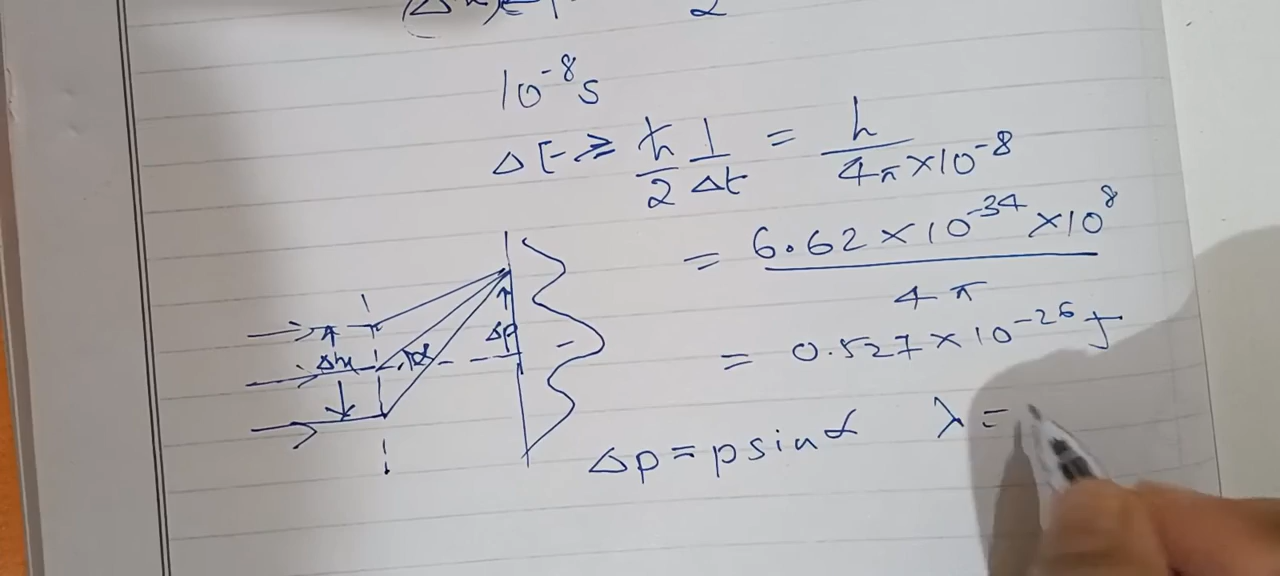 2
10⁻⁸ s
ΔE ≥ ħ/2 1/Δt = h/4π×10⁻⁸
= 6.62 × 10⁻³⁴ × 10⁸ / 4π
= 0.527 × 10⁻²⁶ J
Δx α Δp
Δp = p sin α λ =